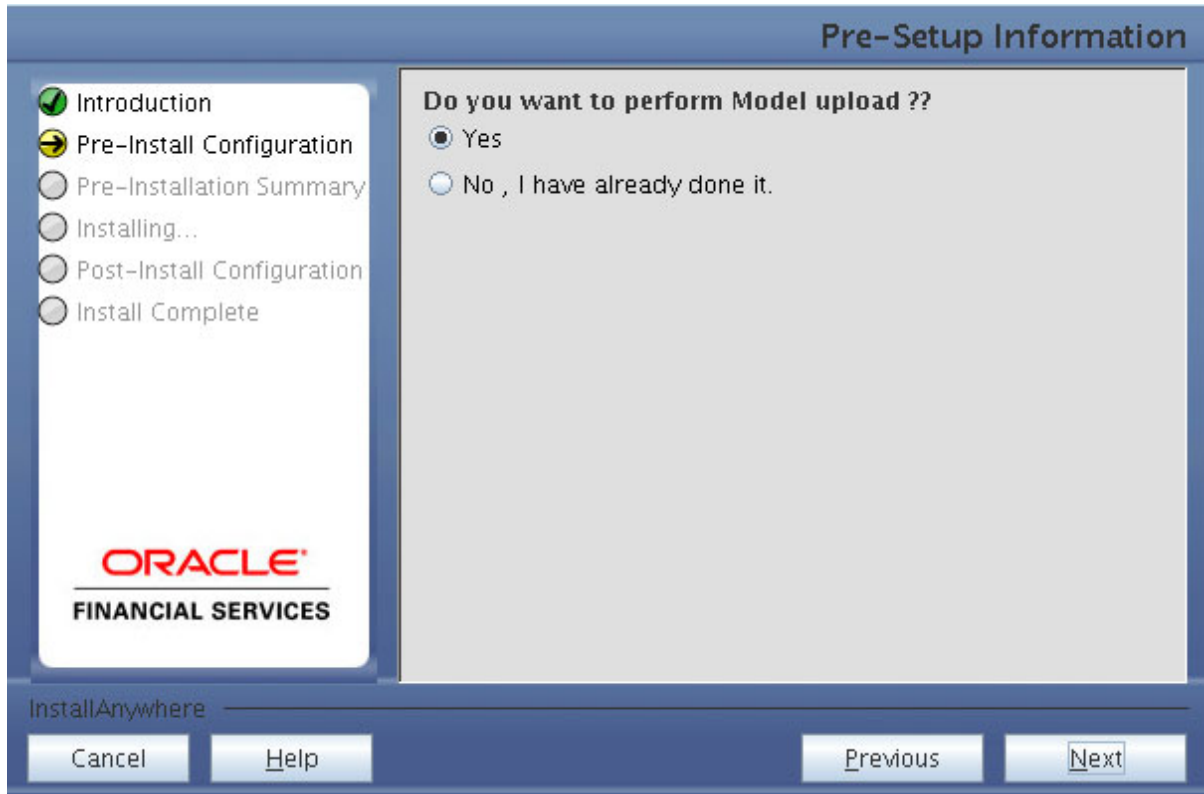 Pre-Setup Information
Introduction
Pre-Install Configuration
Pre-Installation Summary
Installing...
Post-Install Configuration
Install Complete
ORACLE
FINANCIAL SERVICES
Do you want to perform Model upload ??
Yes
No , I have already done it.
InstallAnywhere
Cancel
Help
Previous
Next